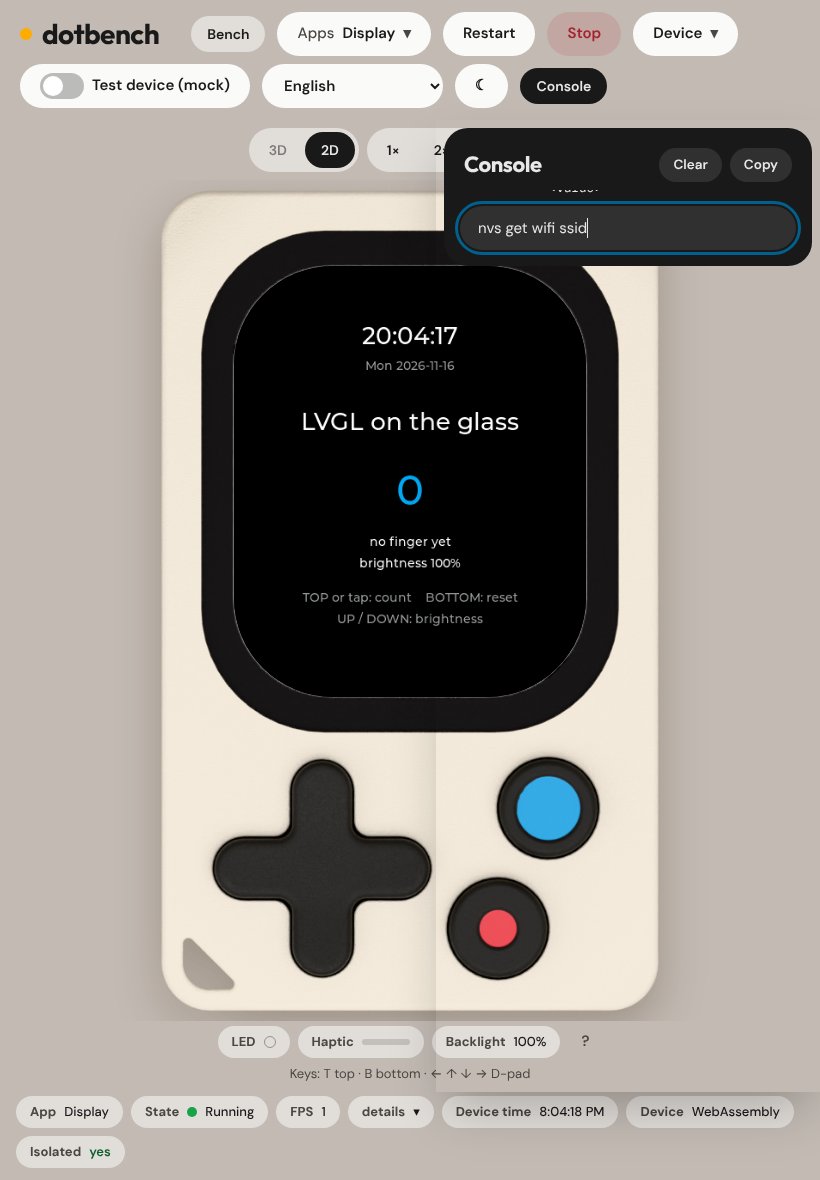 dotbench Bench Apps Display ▾ Restart Stop Device ▾
Test device (mock) English ☾ Console
3D 2D 1×
Console Clear Copy
nvs get wifi ssid
20:04:17
Mon 2026-11-16
LVGL on the glass
0
no finger yet
brightness 100%
TOP or tap: count BOTTOM: reset
UP / DOWN: brightness
LED Haptic Backlight 100% ?
Keys: T top · B bottom · ← ↑ ↓ → D-pad
App Display State Running FPS 1 details ▾ Device time 8:04:18 PM Device WebAssembly
Isolated yes